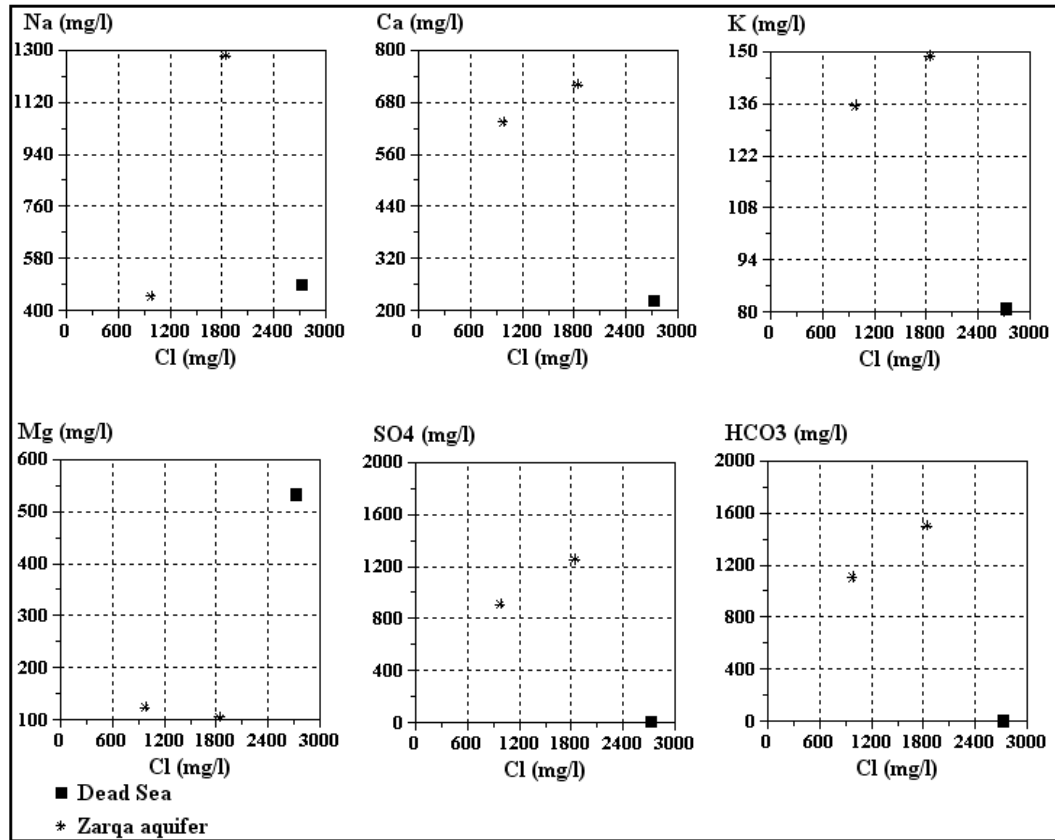 Na (mg/l)
1300
1120
940
760
580
400
0 600 1200 1800 2400 3000
Cl (mg/l)
Ca (mg/l)
800
680
560
440
320
200
0 600 1200 1800 2400 3000
Cl (mg/l)
K (mg/l)
150
136
122
108
94
80
0 600 1200 1800 2400 3000
Cl (mg/l)
Mg (mg/l)
600
500
400
300
200
100
0 600 1200 1800 2400 3000
Cl (mg/l)
SO4 (mg/l)
2000
1600
1200
800
400
0
0 600 1200 1800 2400 3000
Cl (mg/l)
HCO3 (mg/l)
2000
1600
1200
800
400
0
0 600 1200 1800 2400 3000
Cl (mg/l)
Dead Sea
Zarqa aquifer